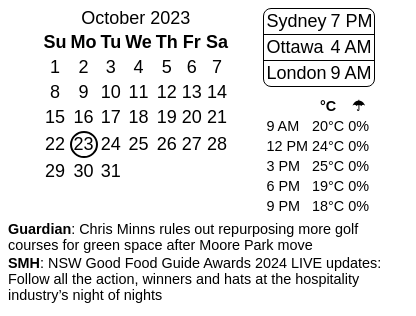 October 2023
Su Mo Tu We Th Fr Sa
1 2 3 4 5 6 7
8 9 10 11 12 13 14
15 16 17 18 19 20 21
22 23 24 25 26 27 28
29 30 31
Sydney 7 PM
Ottawa 4 AM
London 9 AM
°C ☂
9 AM 20°C 0%
12 PM 24°C 0%
3 PM 25°C 0%
6 PM 19°C 0%
9 PM 18°C 0%
Guardian: Chris Minns rules out repurposing more golf
courses for green space after Moore Park move
SMH: NSW Good Food Guide Awards 2024 LIVE updates:
Follow all the action, winners and hats at the hospitality
industry’s night of nights